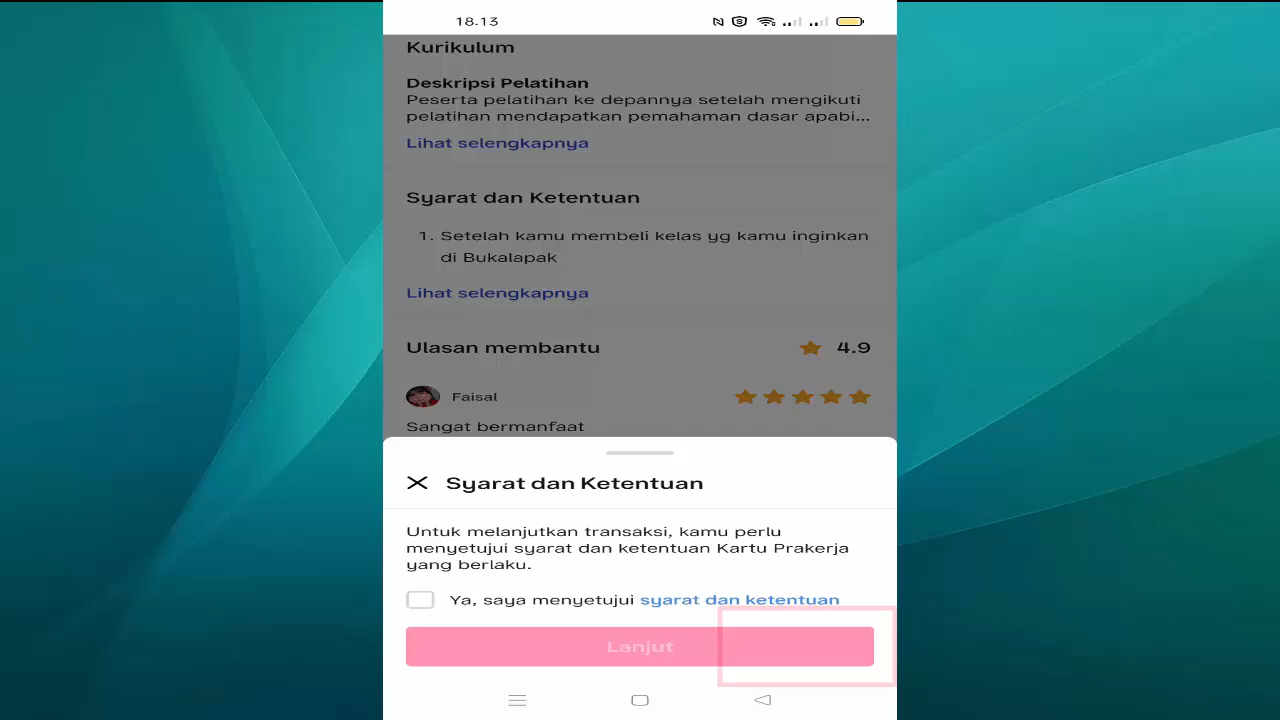 18.13
Kurikulum
Deskripsi Pelatihan
Peserta pelatihan ke depannya setelah mengikuti
pelatihan mendapatkan pemahaman dasar apabi...
Lihat selengkapnya
Syarat dan Ketentuan
1. Setelah kamu membeli kelas yg kamu inginkan
di Bukalapak
Lihat selengkapnya
Ulasan membantu 4.9
Faisal
Sangat bermanfaat
Syarat dan Ketentuan
Untuk melanjutkan transaksi, kamu perlu
menyetujui syarat dan ketentuan Kartu Prakerja
yang berlaku.
Ya, saya menyetujui syarat dan ketentuan
Lanjut